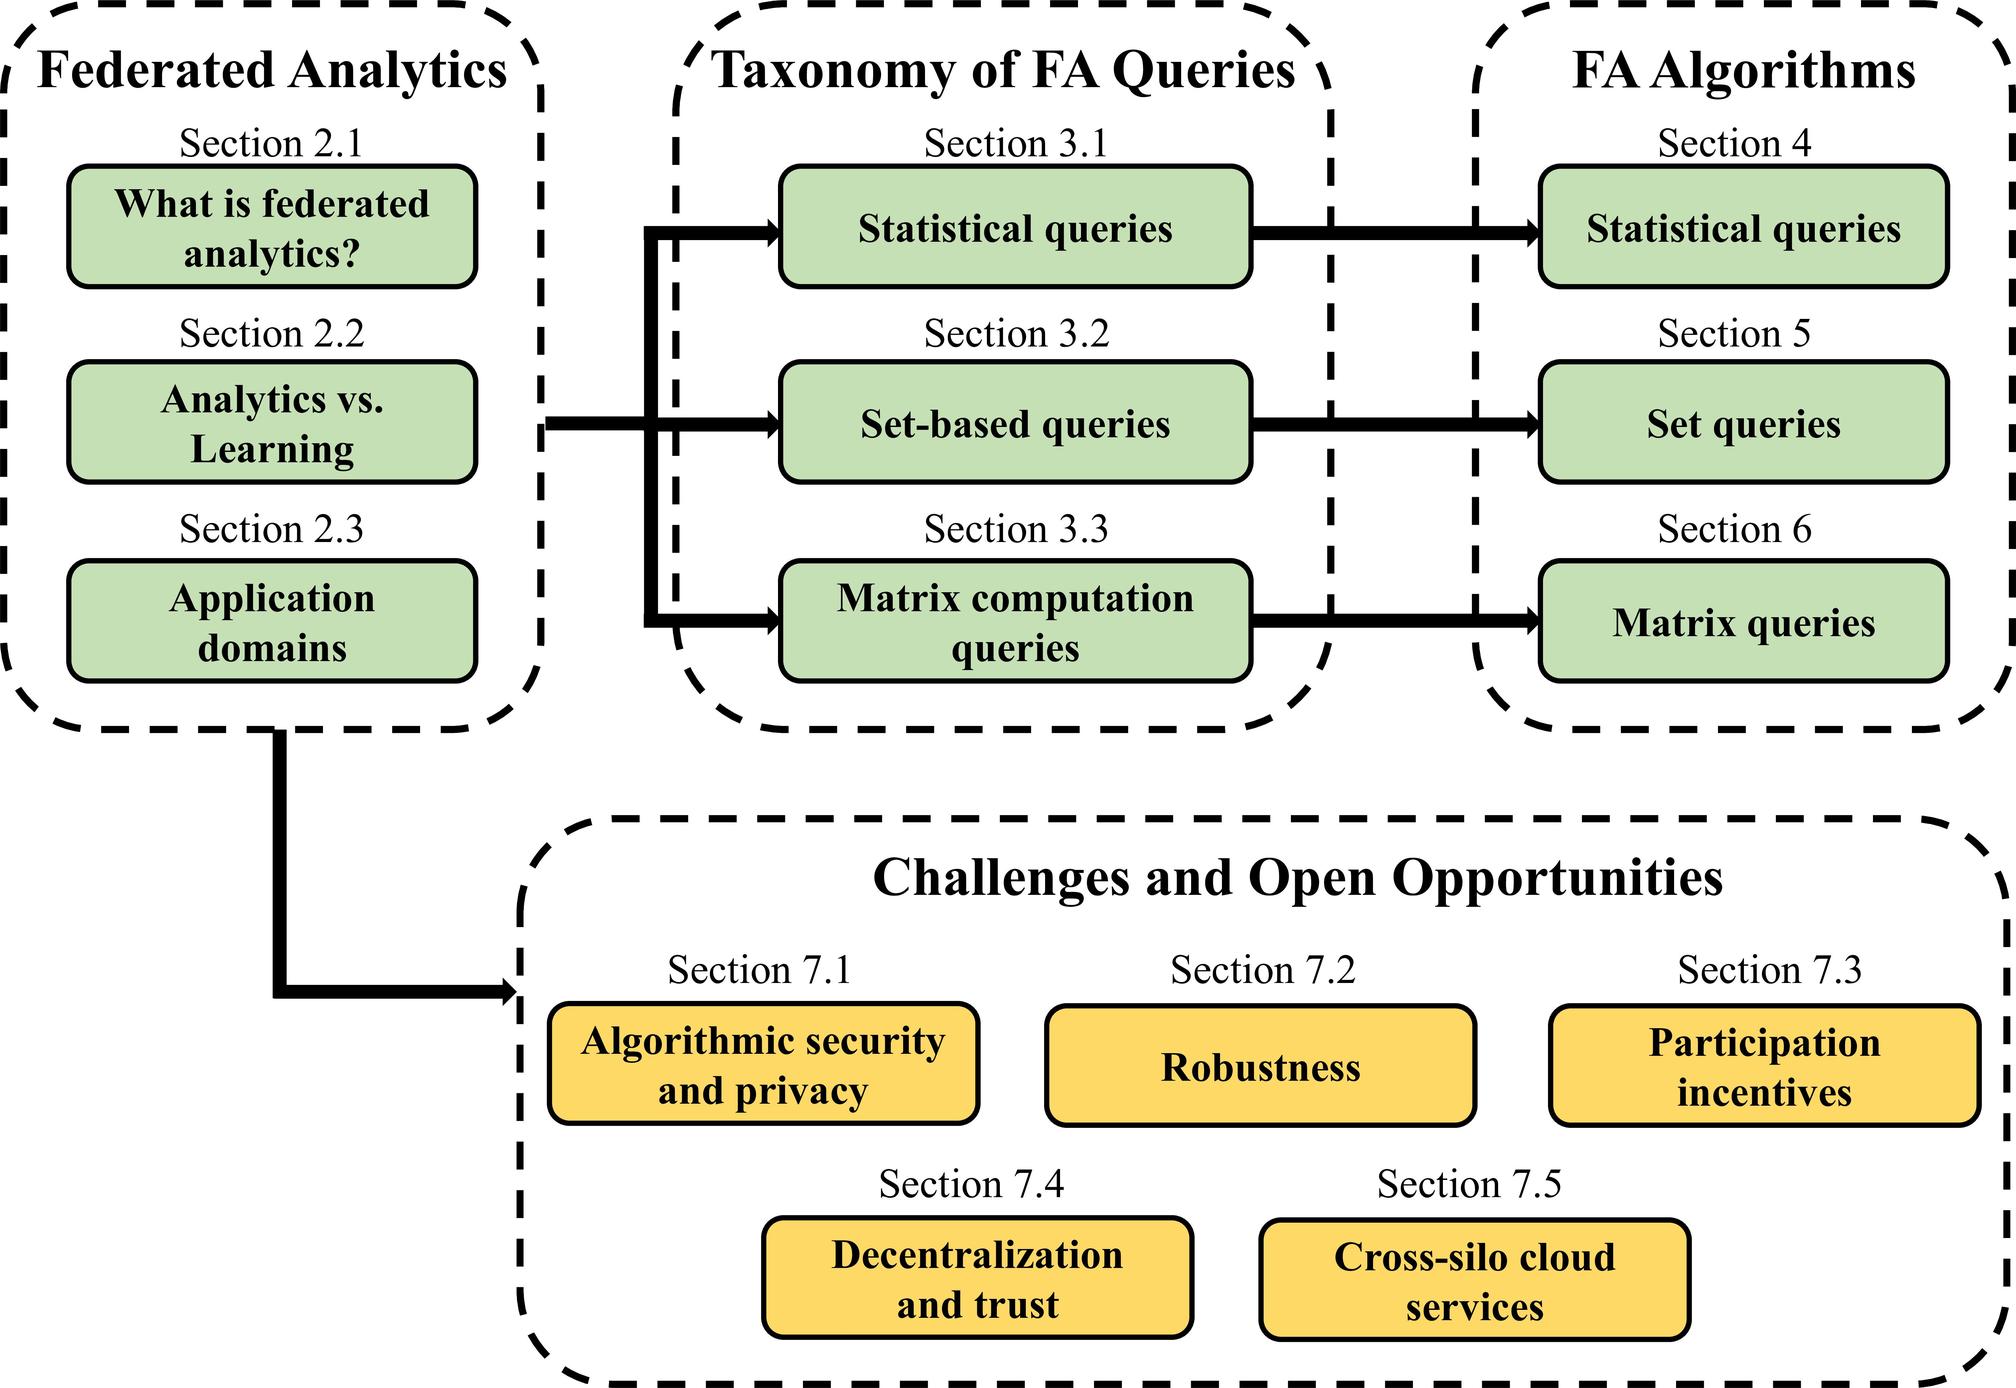 Federated Analytics
Section 2.1
What is federated
analytics?
Section 2.2
Analytics vs.
Learning
Section 2.3
Application
domains
Taxonomy of FA Queries
Section 3.1
Statistical queries
Section 3.2
Set-based queries
Section 3.3
Matrix computation
queries
FA Algorithms
Section 4
Statistical queries
Section 5
Set queries
Section 6
Matrix queries
Challenges and Open Opportunities
Section 7.1
Algorithmic security
and privacy
Section 7.2
Robustness
Section 7.3
Participation
incentives
Section 7.4
Decentralization
and trust
Section 7.5
Cross-silo cloud
services